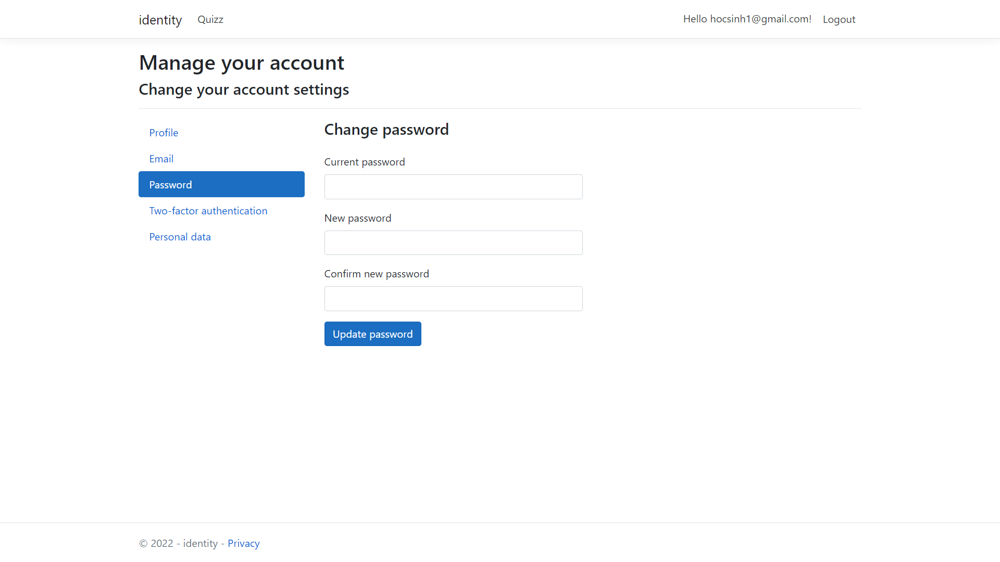 identity Quizz Hello hocsinh1@gmail.com! Logout
Manage your account
Change your account settings
Profile
Email
Password
Two-factor authentication
Personal data
Change password
Current password
New password
Confirm new password
Update password
© 2022 - identity - Privacy